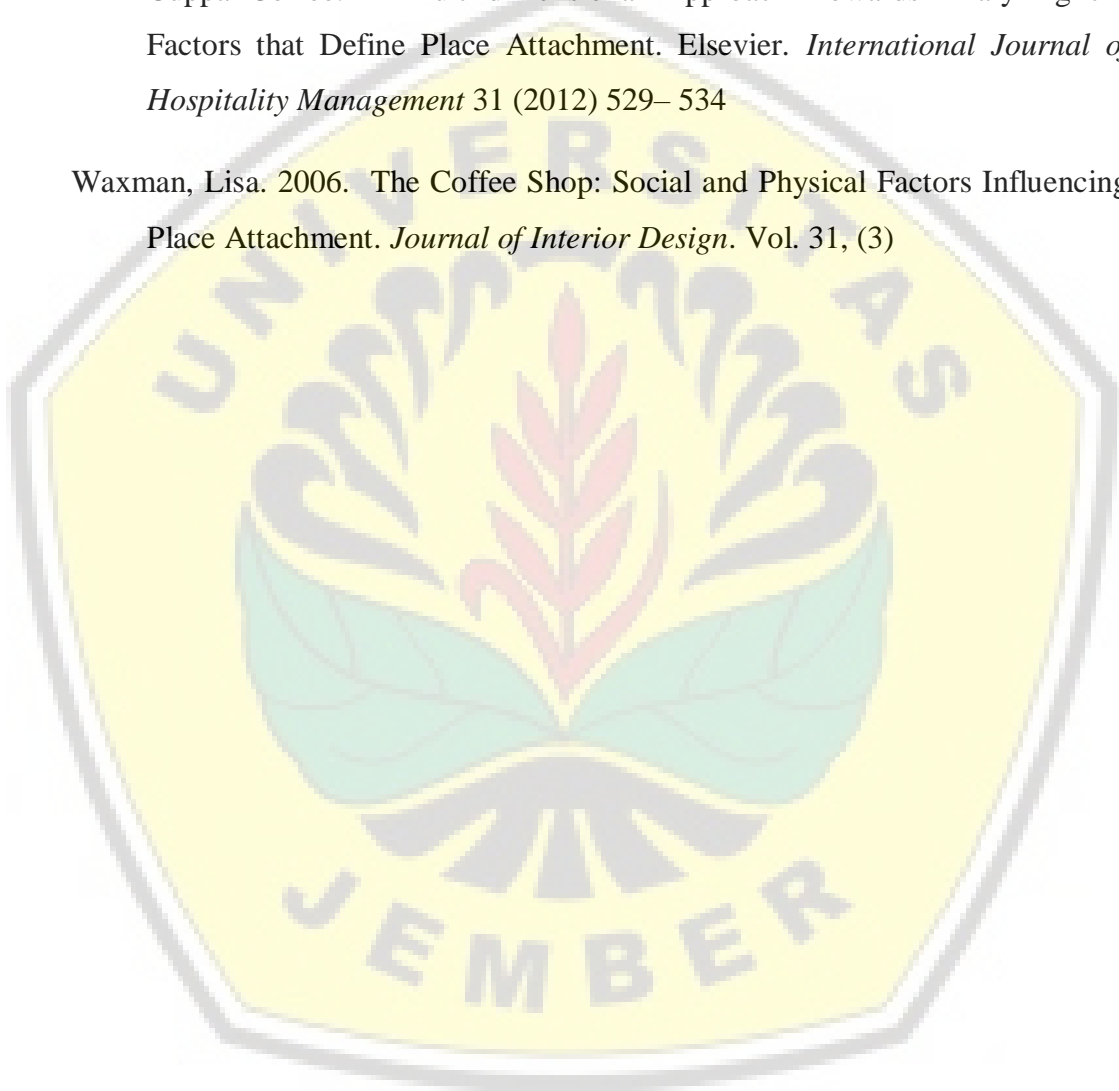 Factors that Define Place Attachment. Elsevier. International Journal of
Hospitality Management 31 (2012) 529– 534
Waxman, Lisa. 2006. The Coffee Shop: Social and Physical Factors Influencing
Place Attachment. Journal of Interior Design. Vol. 31, (3)
UNIVERSITAS
JEMBER